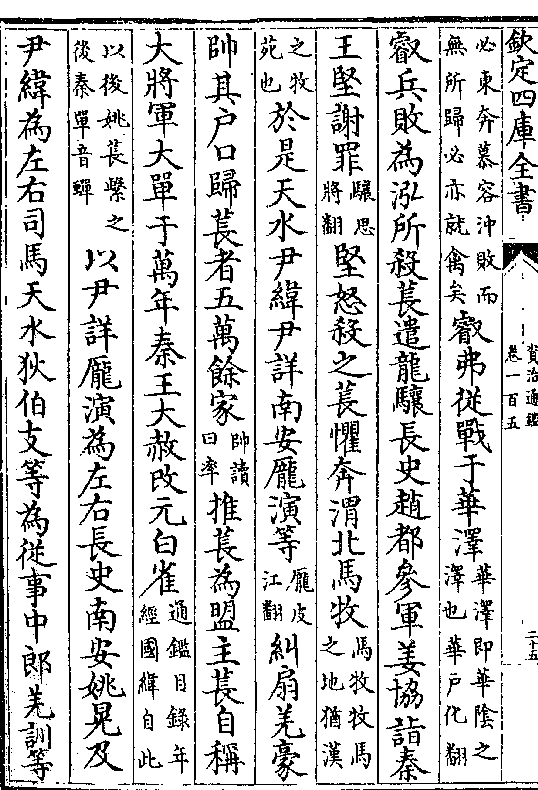 欽定四庫全書
資治通鑑
卷一百五
二十五
必東奔慕容沖敗而
無所歸必亦就禽矣
叡弗從戰于華澤
華澤即華陰之
澤也華戶化翻
叡兵敗為泓所殺萇遣龍驤長史趙都參軍姜協詣秦
王堅謝罪
驤思
將翻
堅怒殺之萇懼奔渭北馬牧
馬牧牧馬
之地猶漢
之牧
苑也
於是天水尹緯尹詳南安龎演等
龎皮
江翻
糾扇羌豪
帥其戶口歸萇者五萬餘家
帥讀
曰率
推萇為盟主萇自稱
大將軍大單于萬年秦王大赦改元白雀
通鑑目錄年
經國緯自此
以後姚萇繫之
後秦單音蟬
以尹詳龎演為左右長史南安姚晃及
尹緯為左右司馬天水狄伯支等為從事中郎羌訓等